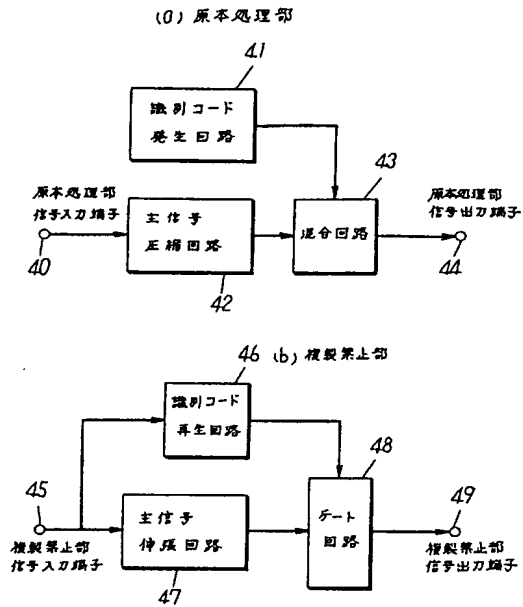 (a) 原本処理部
41
識別コード
発生回路
43
原本処理部
信号入力端子
主信号
圧縮回路
混合回路
原本処理部
信号出力端子
40
42
44
46
(b) 複製禁止部
識別コード
再生回路
48
45
主信号
伸張回路
ゲート
回路
49
複製禁止部
信号入力端子
複製禁止部
信号出力端子
47